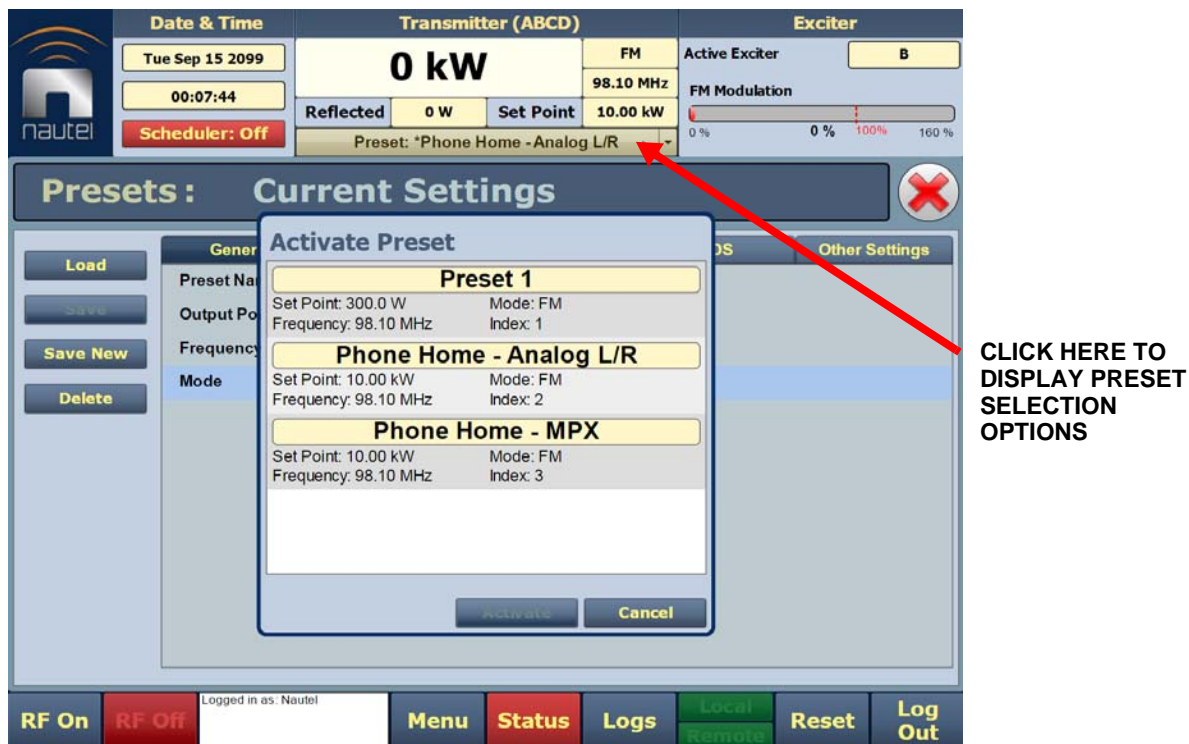 Date & Time
Transmitter (ABCD)
Exciter
nautel
Tue Sep 15 2099
00:07:44
Scheduler: Off
0 kW
FM
98.10 MHz
Reflected
0 W
Set Point
10.00 kW
Preset: *Phone Home -Analog L/R
Active Exciter
B
FM Modulation
0 %
0 %
100%
160 %
Presets: Current Settings
Load
Save
Save New
Delete
Gener
DS
Other Settings
Preset Na
Output Po
Frequency
Mode
Activate Preset
Preset 1
Set Point: 300.0 W Mode: FM
Frequency: 98.10 MHz Index: 1
Phone Home - Analog L/R
Set Point: 10.00 kW Mode: FM
Frequency: 98.10 MHz Index: 2
Phone Home - MPX
Set Point: 10.00 kW Mode: FM
Frequency: 98.10 MHz Index: 3
Activate
Cancel
CLICK HERE TO
DISPLAY PRESET
SELECTION
OPTIONS
RF On
RF Off
Logged in as: Nautel
Menu
Status
Logs
Local
Remote
Reset
Log
Out